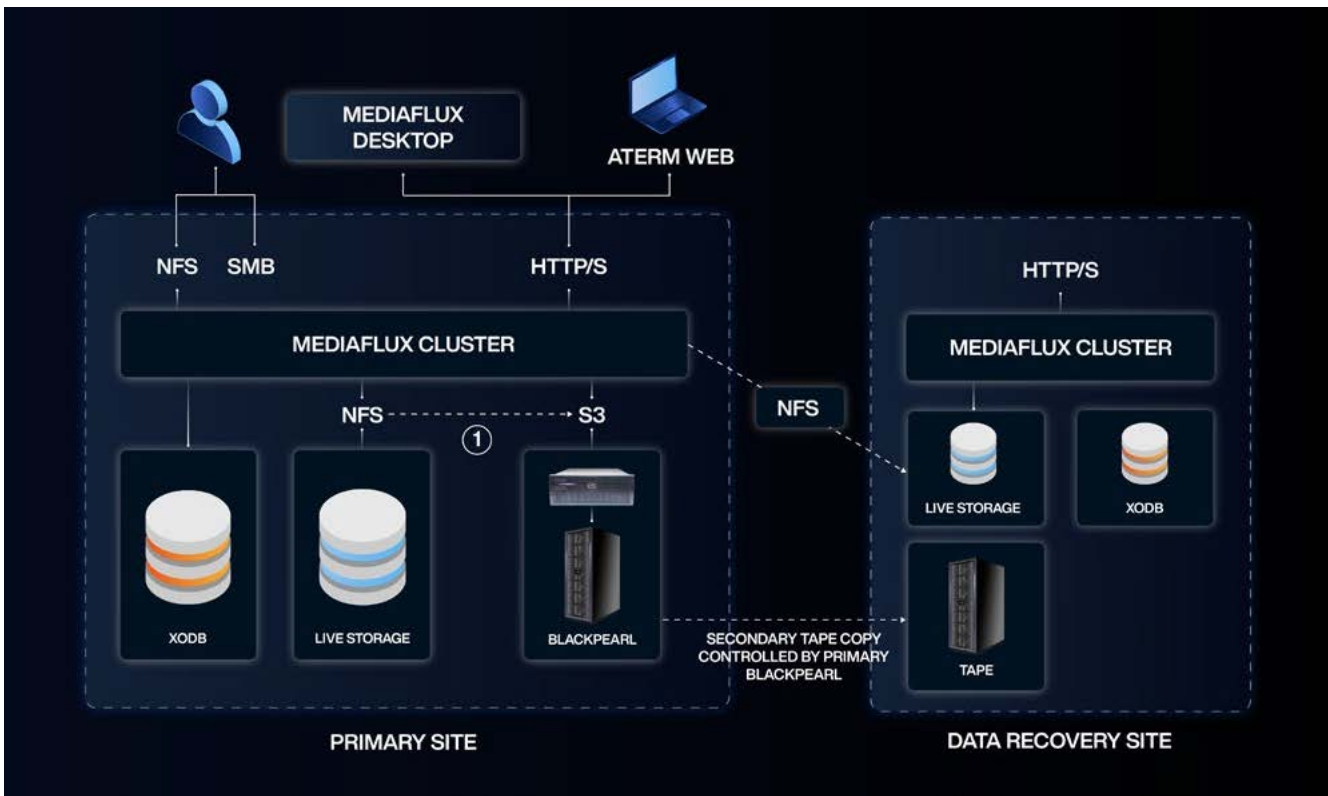 MEDIAFLUX
DESKTOP
ATERM WEB
NFS
SMB
HTTP/S
MEDIAFLUX CLUSTER
NFS
S3
1
XODB
LIVE STORAGE
BLACKPEARL
PRIMARY SITE
NFS
SECONDARY TAPE COPY
CONTROLLED BY PRIMARY
BLACKPEARL
HTTP/S
MEDIAFLUX CLUSTER
LIVE STORAGE
XODB
TAPE
DATA RECOVERY SITE